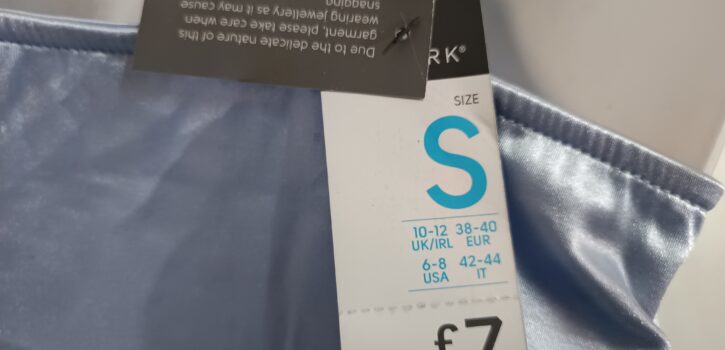 Due to the delicate nature of this
garment, please take care when
wearing jewellery as it may cause
snagging
RK®
SIZE
S
10-12 38-40
UK/IRL EUR
6-8 42-44
USA IT
£7